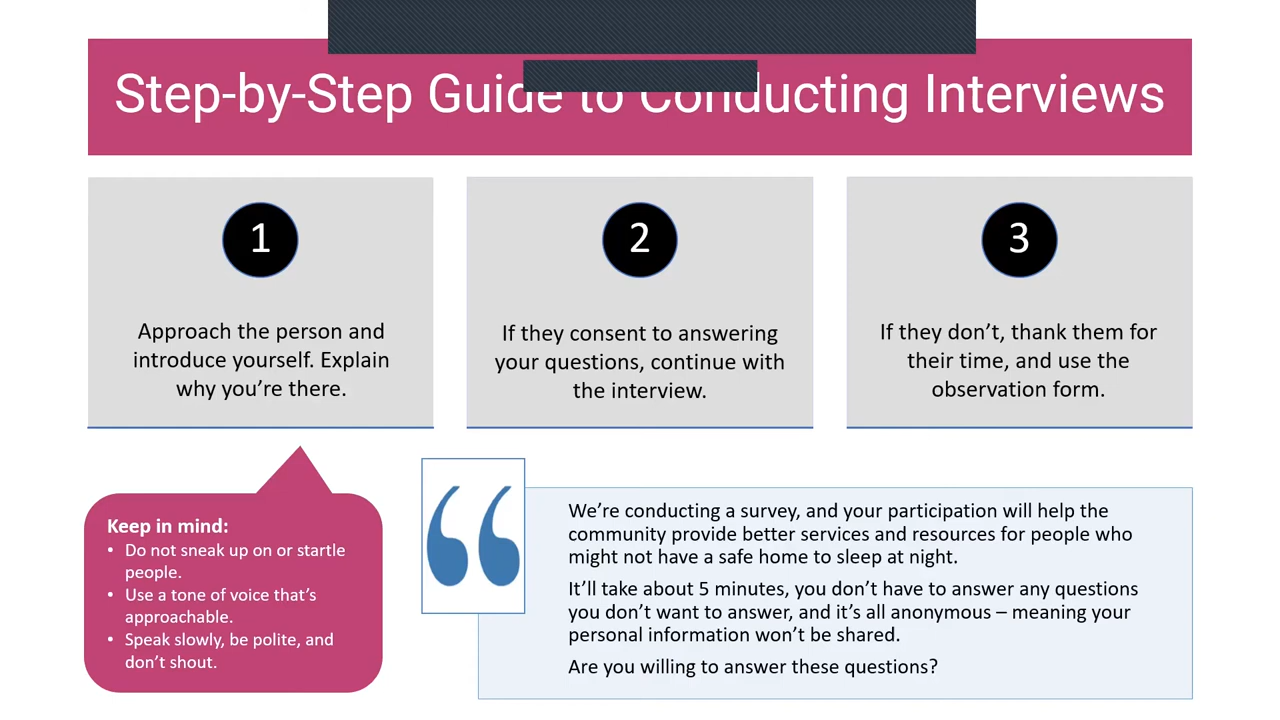 Step-by-Step Guide to Conducting Interviews
1
Approach the person and
introduce yourself. Explain
why you're there.
2
If they consent to answering
your questions, continue with
the interview.
3
If they don't, thank them for
their time, and use the
observation form.
Keep in mind:
• Do not sneak up on or startle
people.
• Use a tone of voice that's
approachable.
• Speak slowly, be polite, and
don't shout.
“
We're conducting a survey, and your participation will help the
community provide better services and resources for people who
might not have a safe home to sleep at night.
It'll take about 5 minutes, you don't have to answer any questions
you don't want to answer, and it's all anonymous – meaning your
personal information won't be shared.
Are you willing to answer these questions?